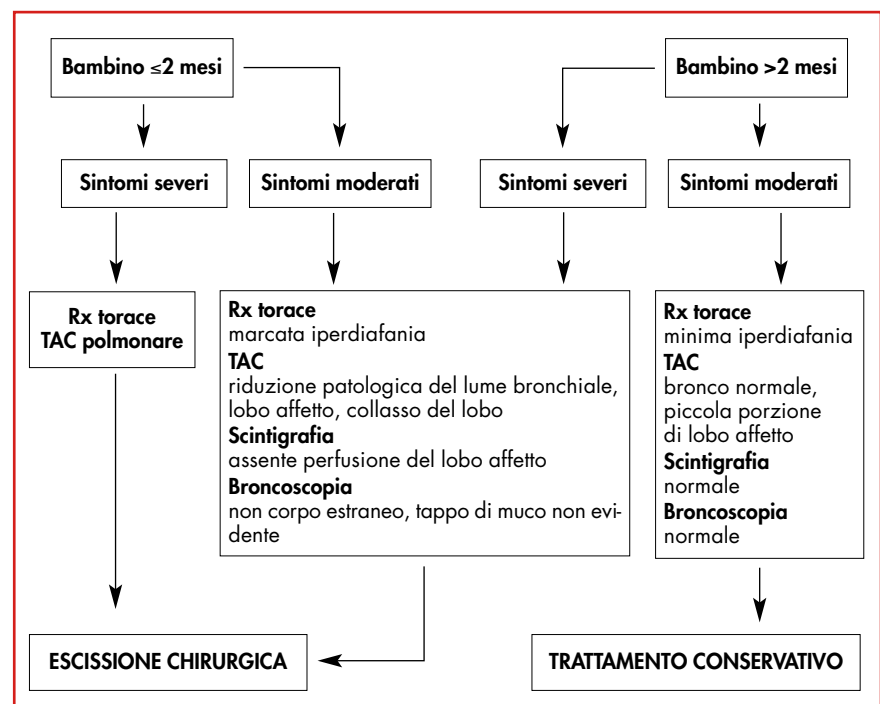 Bambino ≤2 mesi
Bambino >2 mesi
Sintomi severi
Sintomi moderati
Sintomi severi
Sintomi moderati
Rx torace
TAC polmonare
Rx torace
marcata iperdiafania
TAC
riduzione patologica del lume bronchiale,
lobo affetto, collasso del lobo
Scintigrafia
assente perfusione del lobo affetto
Broncoscopia
non corpo estraneo, tappo di muco non evi-
dente
Rx torace
minima iperdiafania
TAC
bronco normale,
piccola porzione
di lobo affetto
Scintigrafia
normale
Broncoscopia
normale
ESCISSIONE CHIRURGICA
TRATTAMENTO CONSERVATIVO